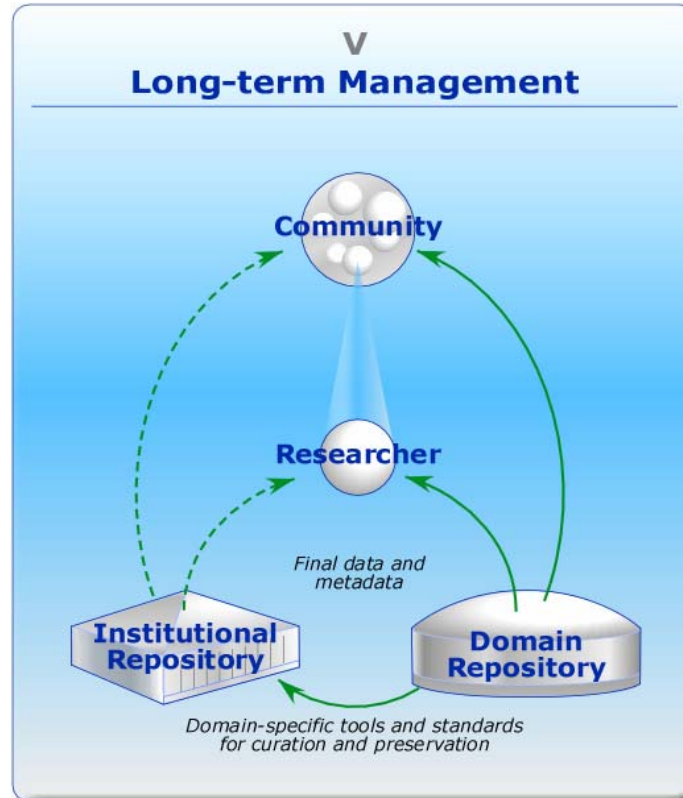 V
Long-term Management
Community
Researcher
Final data and
metadata
Institutional
Repository
Domain
Repository
Domain-specific tools and standards
for curation and preservation